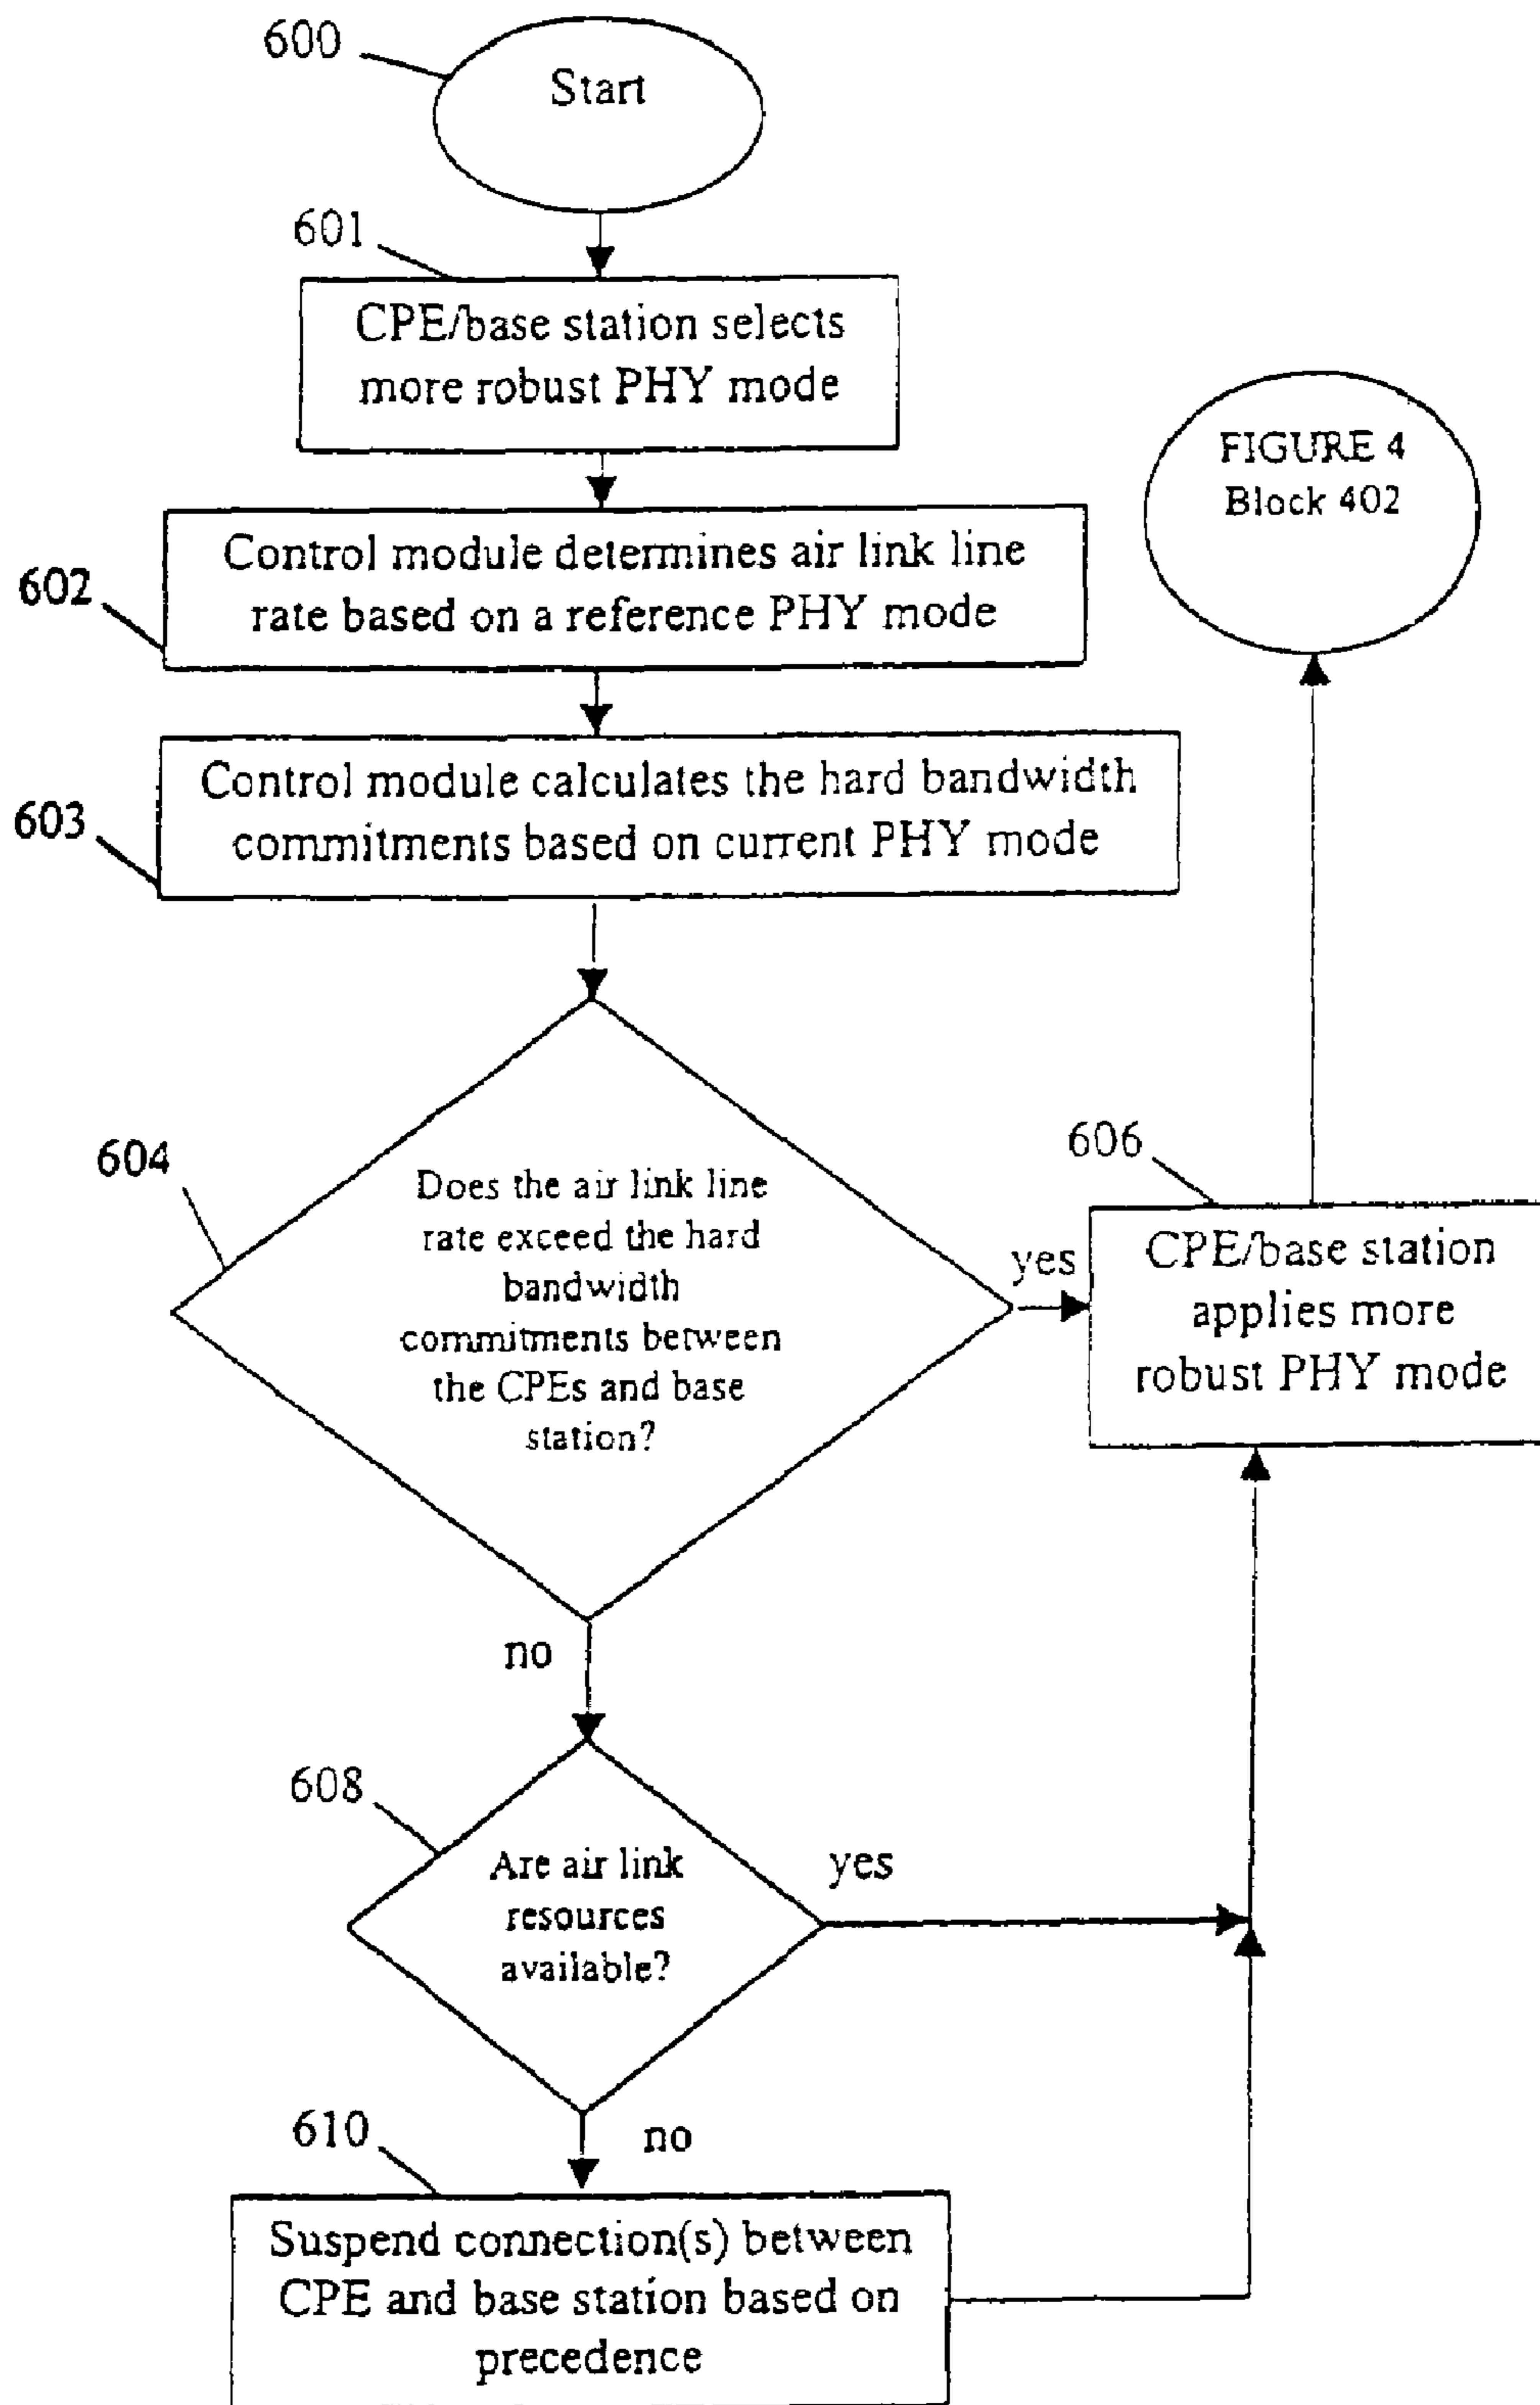 600
Start
601
CPE/base station selects
more robust PHY mode
FIGURE 4
Block 402
602
Control module determines air link line
rate based on a reference PHY mode
603
Control module calculates the hard bandwidth
commitments based on current PHY mode
604
Does the air link line
rate exceed the hard
bandwidth
commitments between
the CPEs and base
station?
yes
606
CPE/base station
applies more
robust PHY mode
no
608
Are air link
resources
available?
yes
610
no
Suspend connection(s) between
CPE and base station based on
precedence